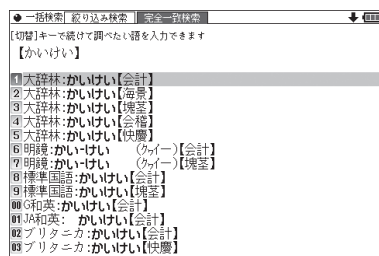 ● 一括検索 絞り込み検索 完全一致検索
[切替]キーで続けて調べたい語を入力できます
【かいけい】
1 大辞林:かいけい【会計】
2 大辞林:かいけい【海景】
3 大辞林:かいけい【塊茎】
4 大辞林:かいけい【会稽】
5 大辞林:かいけい【快慶】
6 明鏡:かい-けい (クヮイー)【会計】
7 明鏡:かい-けい (クヮイー)【塊茎】
8 標準国語:かいけい【会計】
9 標準国語:かいけい【塊茎】
00 G和英:かいけい【会計】
01 JA和英: かいけい【会計】
02 ブリタニカ:かいけい【会計】
03 ブリタニカ:かいけい【快慶】